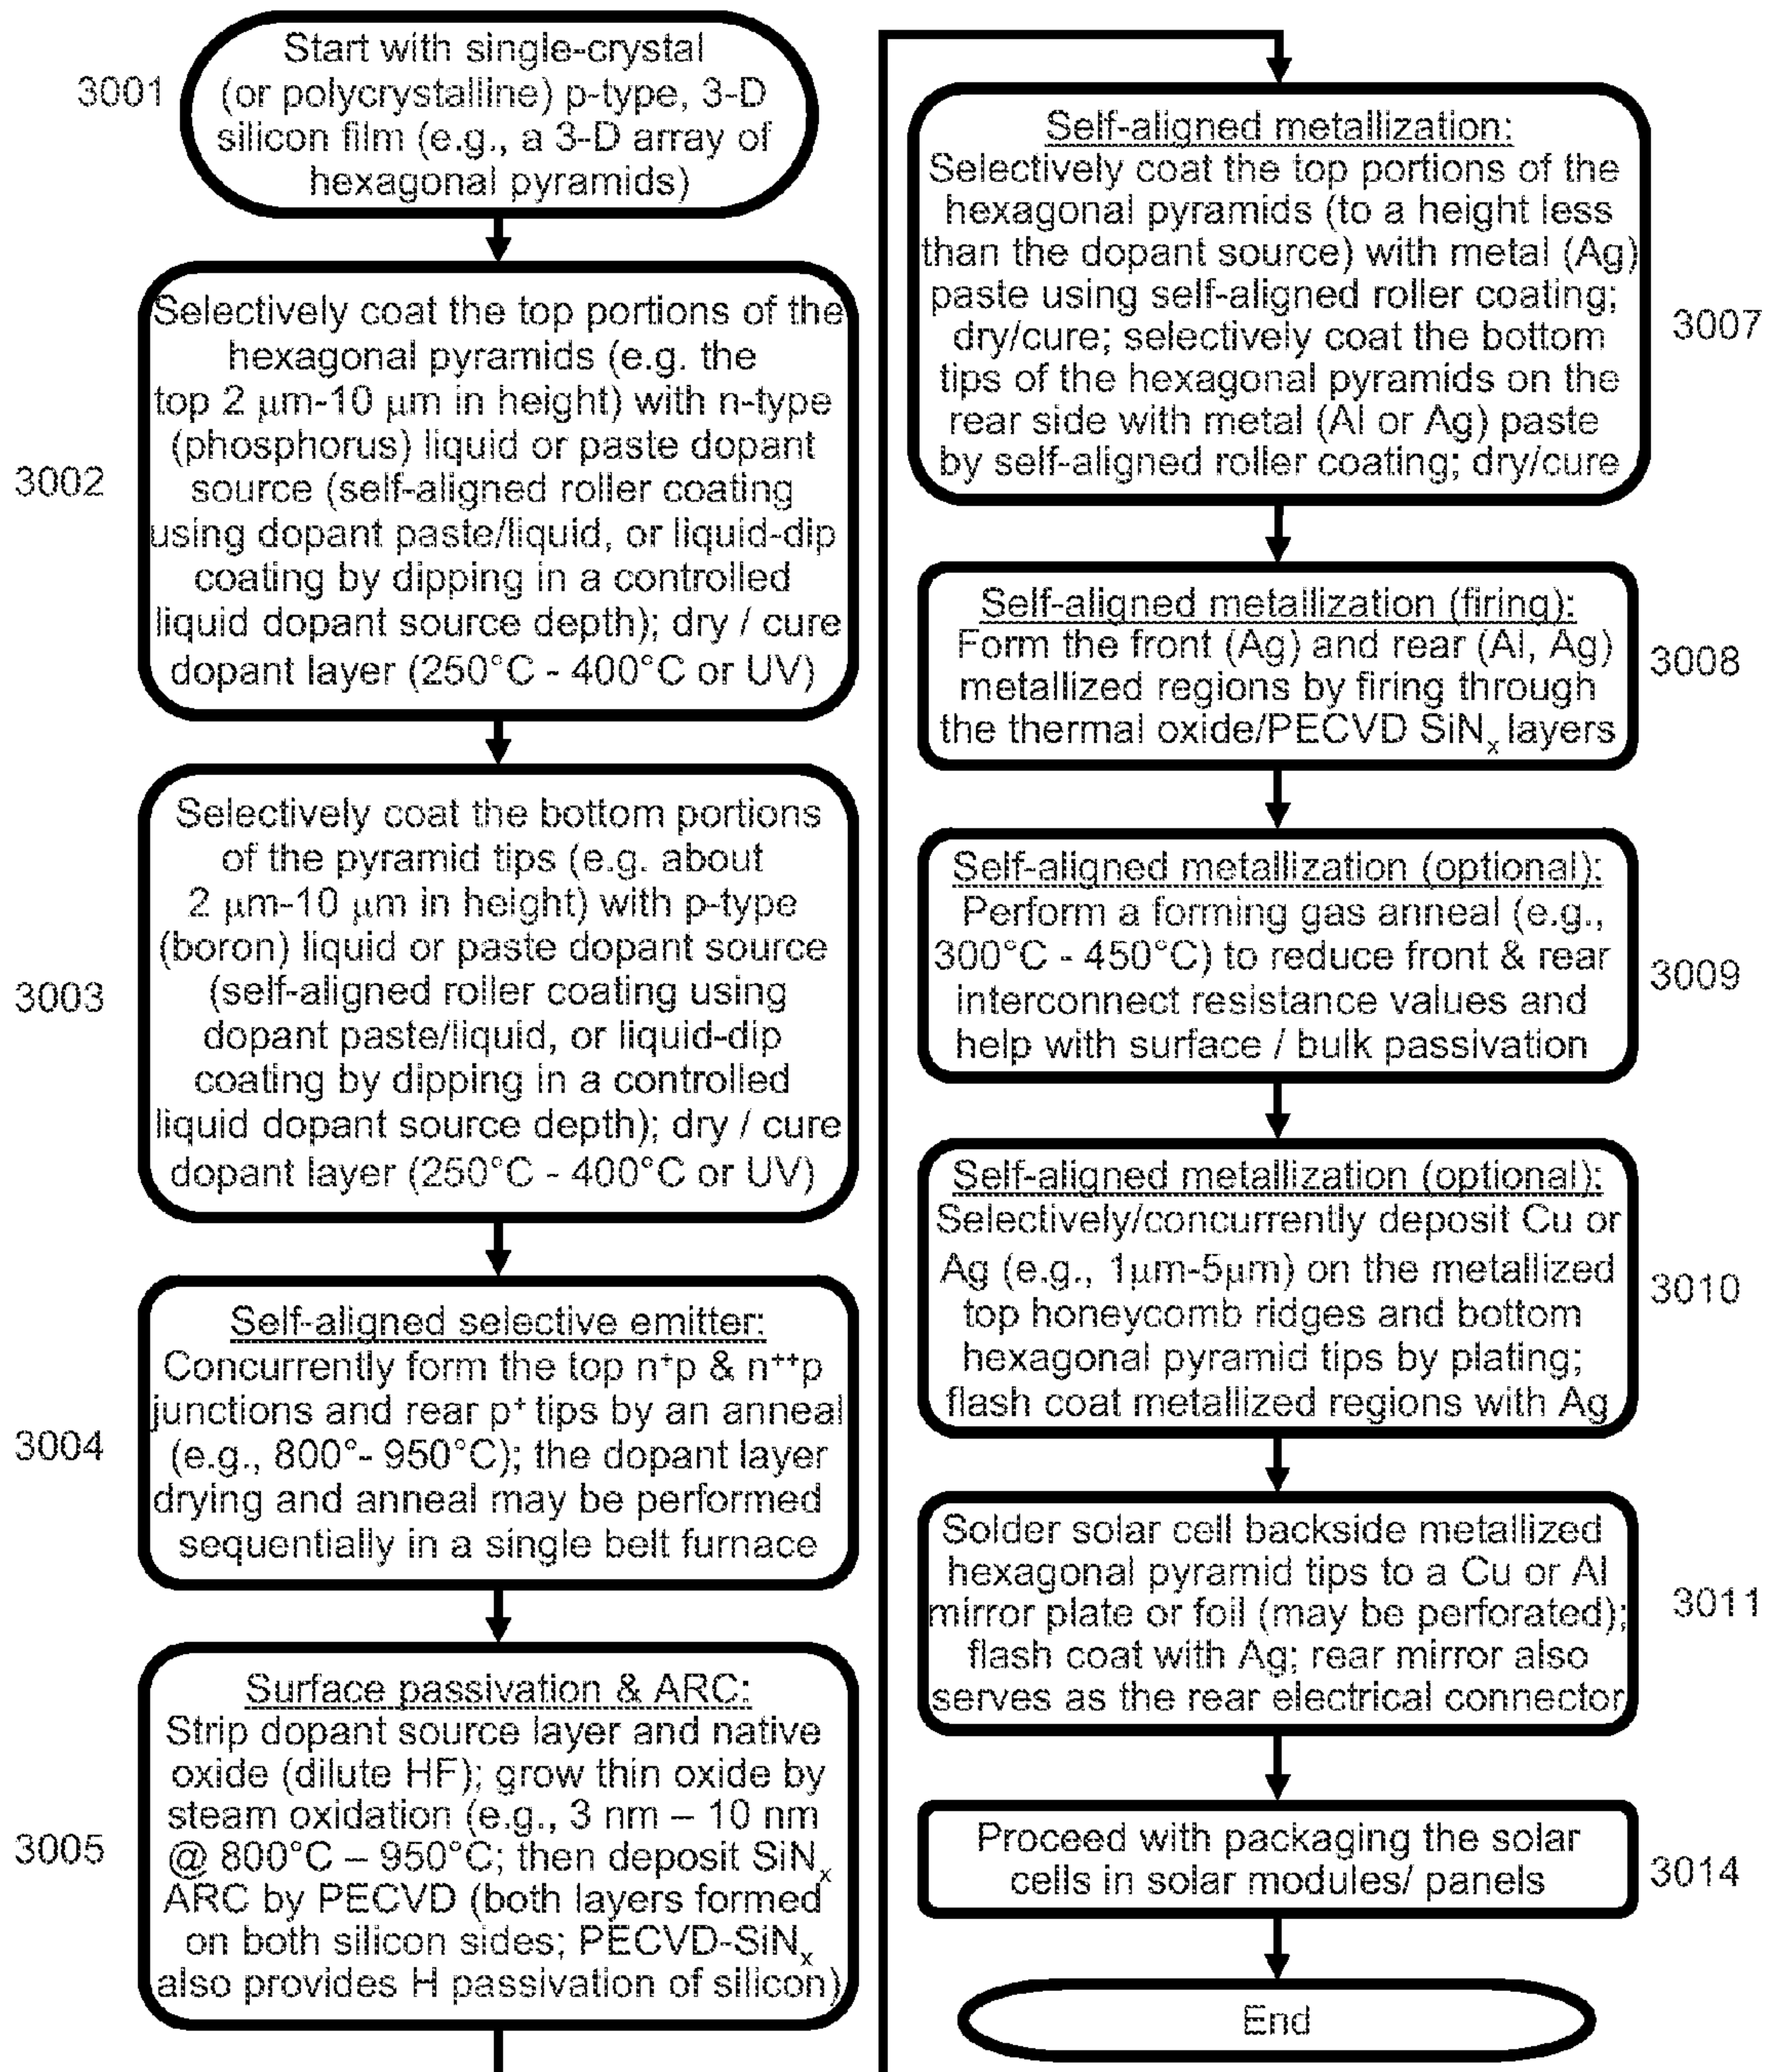 3001
Start with single-crystal
(or polycrystalline) p-type, 3-D
silicon film (e.g., a 3-D array of
hexagonal pyramids)
3002
Selectively coat the top portions of the
hexagonal pyramids (e.g. the
top 2 μm-10 μm in height) with n-type
(phosphorus) liquid or paste dopant
source (self-aligned roller coating
using dopant paste/liquid, or liquid-dip
coating by dipping in a controlled
liquid dopant source depth); dry / cure
dopant layer (250°C - 400°C or UV)
3003
Selectively coat the bottom portions
of the pyramid tips (e.g. about
2 μm-10 μm in height) with p-type
(boron) liquid or paste dopant source
(self-aligned roller coating using
dopant paste/liquid, or liquid-dip
coating by dipping in a controlled
liquid dopant source depth); dry / cure
dopant layer (250°C - 400°C or UV)
3004
Self-aligned selective emitter:
Concurrently form the top n⁺p & n⁺⁺p
junctions and rear p⁺ tips by an anneal
(e.g., 800°- 950°C); the dopant layer
drying and anneal may be performed
sequentially in a single belt furnace
3005
Surface passivation & ARC:
Strip dopant source layer and native
oxide (dilute HF); grow thin oxide by
steam oxidation (e.g., 3 nm – 10 nm
@ 800°C – 950°C; then deposit SiNₓ
ARC by PECVD (both layers formed
on both silicon sides; PECVD-SiNₓ
also provides H passivation of silicon)
3007
Self-aligned metallization:
Selectively coat the top portions of the
hexagonal pyramids (to a height less
than the dopant source) with metal (Ag)
paste using self-aligned roller coating;
dry/cure; selectively coat the bottom
tips of the hexagonal pyramids on the
rear side with metal (Al or Ag) paste
by self-aligned roller coating; dry/cure
3008
Self-aligned metallization (firing):
Form the front (Ag) and rear (Al, Ag)
metallized regions by firing through
the thermal oxide/PECVD SiNₓ layers
3009
Self-aligned metallization (optional):
Perform a forming gas anneal (e.g.,
300°C - 450°C) to reduce front & rear
interconnect resistance values and
help with surface / bulk passivation
3010
Self-aligned metallization (optional):
Selectively/concurrently deposit Cu or
Ag (e.g., 1μm-5μm) on the metallized
top honeycomb ridges and bottom
hexagonal pyramid tips by plating;
flash coat metallized regions with Ag
3011
Solder solar cell backside metallized
hexagonal pyramid tips to a Cu or Al
mirror plate or foil (may be perforated);
flash coat with Ag; rear mirror also
serves as the rear electrical connector
3014
Proceed with packaging the solar
cells in solar modules/ panels
End